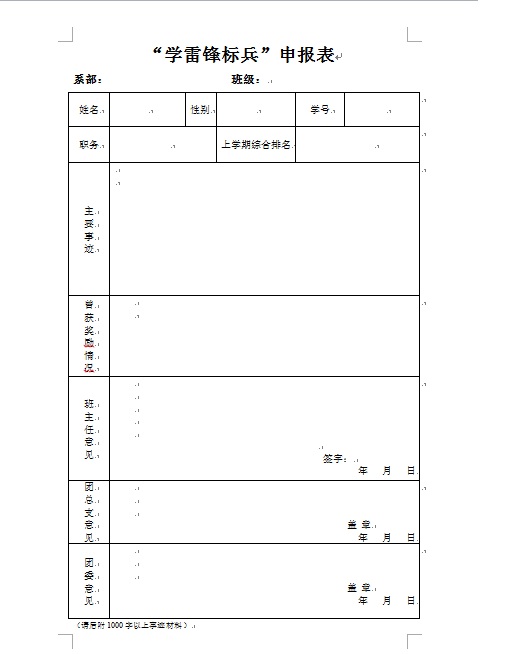 “学雷锋标兵”申报表
系部： 班级：
姓名 性别 学号
职务 上学期综合排名
主要事迹
曾获奖励情况
班主任意见
签字：
年 月 日
团总支意见
盖 章
年 月 日
团委意见
盖 章
年 月 日
（请后附1000字以上事迹材料）